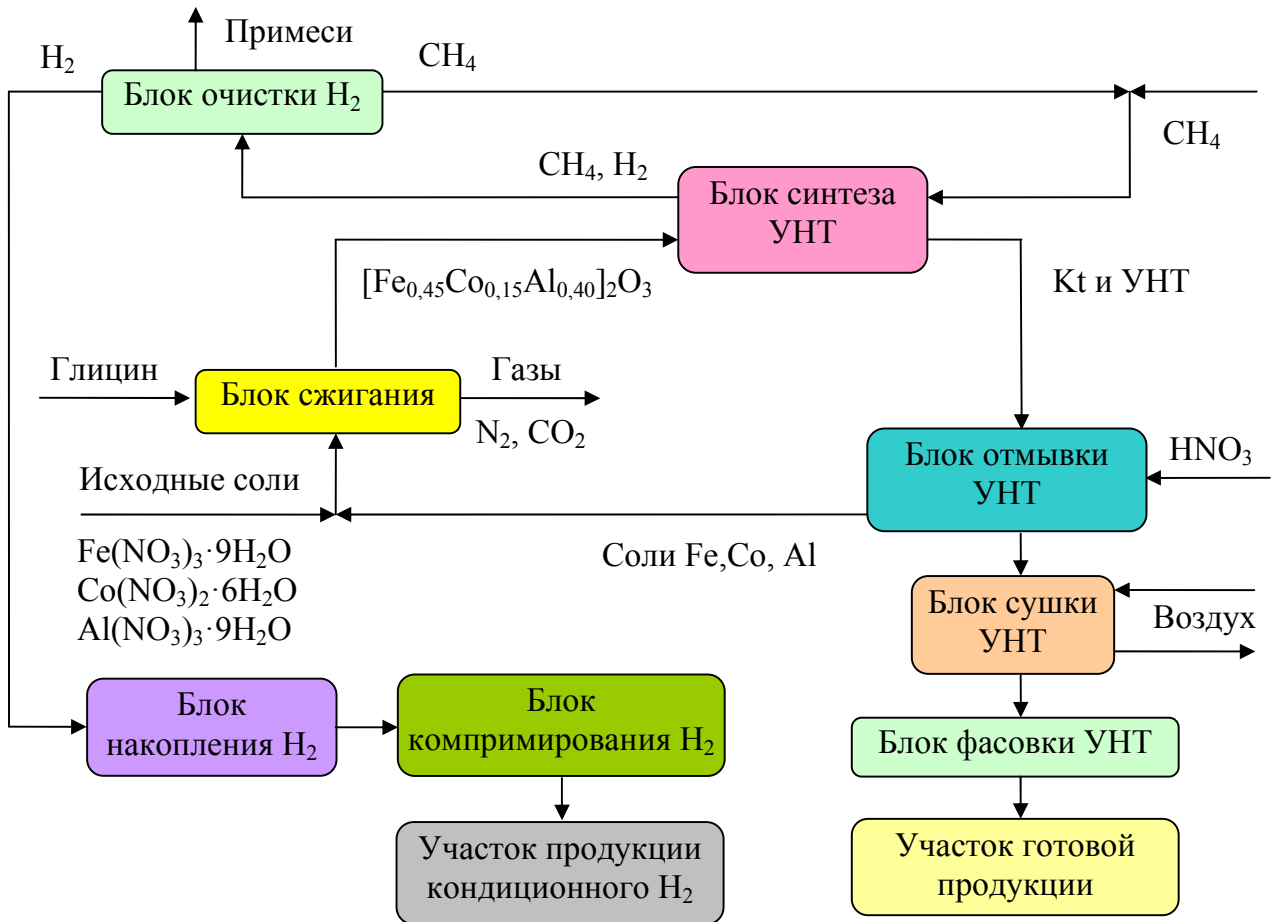 Примеси
H₂
CH₄
Блок очистки H₂
CH₄
CH₄, H₂
Блок синтеза
УНТ
[Fe₀,₄₅Co₀,₁₅Al₀,₄₀]₂O₃
Kt и УНТ
Глицин
Блок сжигания
Газы
N₂, CO₂
Блок отмывки
УНТ
HNO₃
Исходные соли
Fe(NO₃)₃·9H₂O
Co(NO₃)₂·6H₂O
Al(NO₃)₃·9H₂O
Соли Fe,Co, Al
Блок сушки
УНТ
Воздух
Блок
накопления H₂
Блок
компримирования H₂
Блок фасовки УНТ
Участок продукции
кондиционного H₂
Участок готовой
продукции